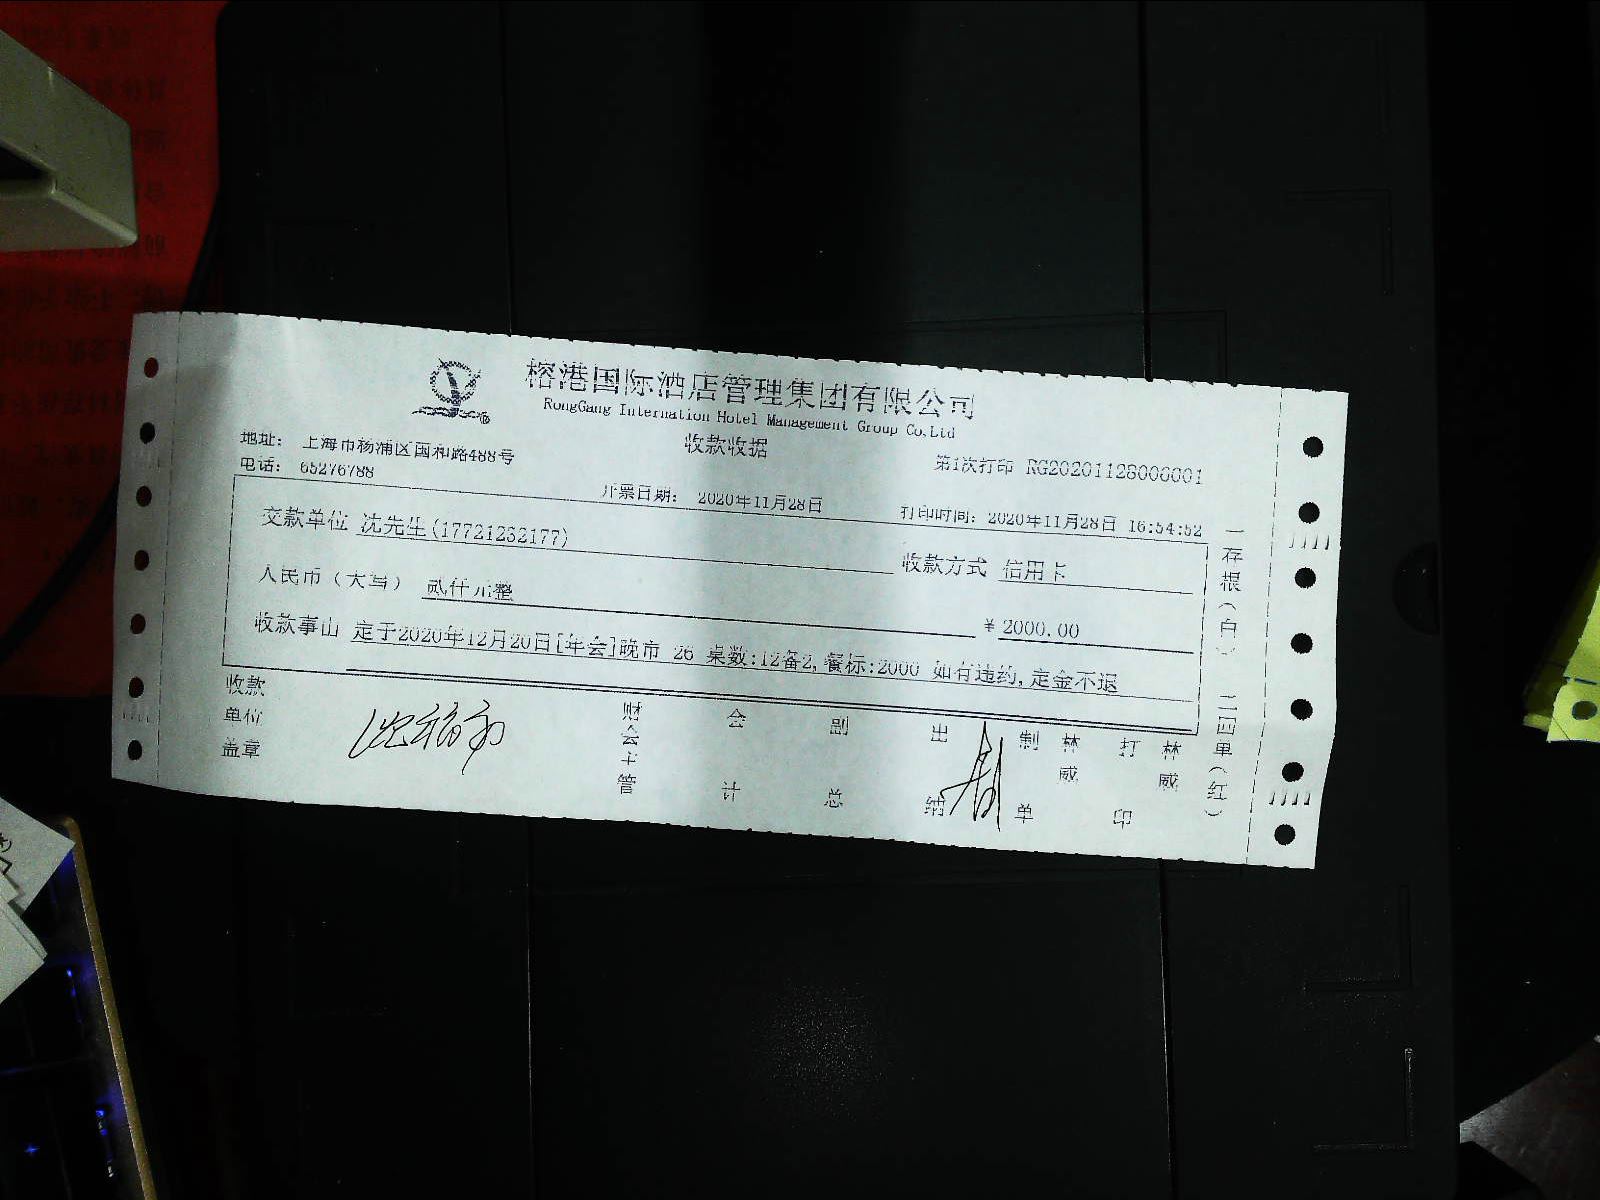 榕港国际酒店管理集团有限公司
RongGang Internation Hotel Management Group Co,Ltd
收款收据
地址： 上海市杨浦区国和路488号
电话： 65276788
第1次打印 RG20201128006001
开票日期： 2020年11月28日
打印时间： 2020年11月28日 16:54:52
交款单位 沈先生(17721232177)
收款方式 信用卡
人民币（大写） 贰仟元整
￥2000.00
收款事由 定于2020年12月20日[年会]晚市 26 桌数:12备2,餐标:2000 如有违约,定金不退
收款单位盖章
财会主管
会计
副总
出纳
制单 林威
打印 林威
一存根（白） 二四单（红）